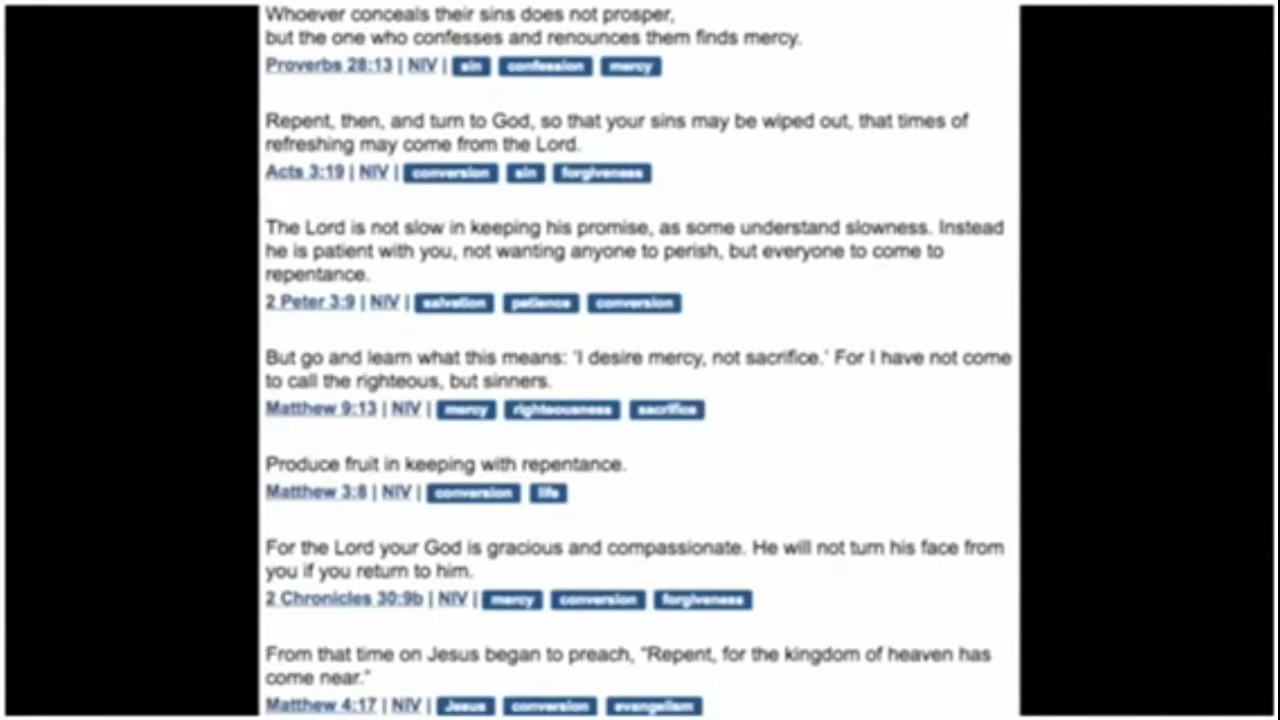 Whoever conceals their sins does not prosper,
but the one who confesses and renounces them finds mercy.
Proverbs 28:13 | NIV | sin confession mercy
Repent, then, and turn to God, so that your sins may be wiped out, that times of
refreshing may come from the Lord.
Acts 3:19 | NIV | conversion sin forgiveness
The Lord is not slow in keeping his promise, as some understand slowness. Instead
he is patient with you, not wanting anyone to perish, but everyone to come to
repentance.
2 Peter 3:9 | NIV | salvation patience conversion
But go and learn what this means: 'I desire mercy, not sacrifice.' For I have not come
to call the righteous, but sinners.
Matthew 9:13 | NIV | mercy righteousness sacrifice
Produce fruit in keeping with repentance.
Matthew 3:8 | NIV | conversion life
For the Lord your God is gracious and compassionate. He will not turn his face from
you if you return to him.
2 Chronicles 30:9b | NIV | mercy conversion forgiveness
From that time on Jesus began to preach, "Repent, for the kingdom of heaven has
come near."
Matthew 4:17 | NIV | Jesus conversion evangelism